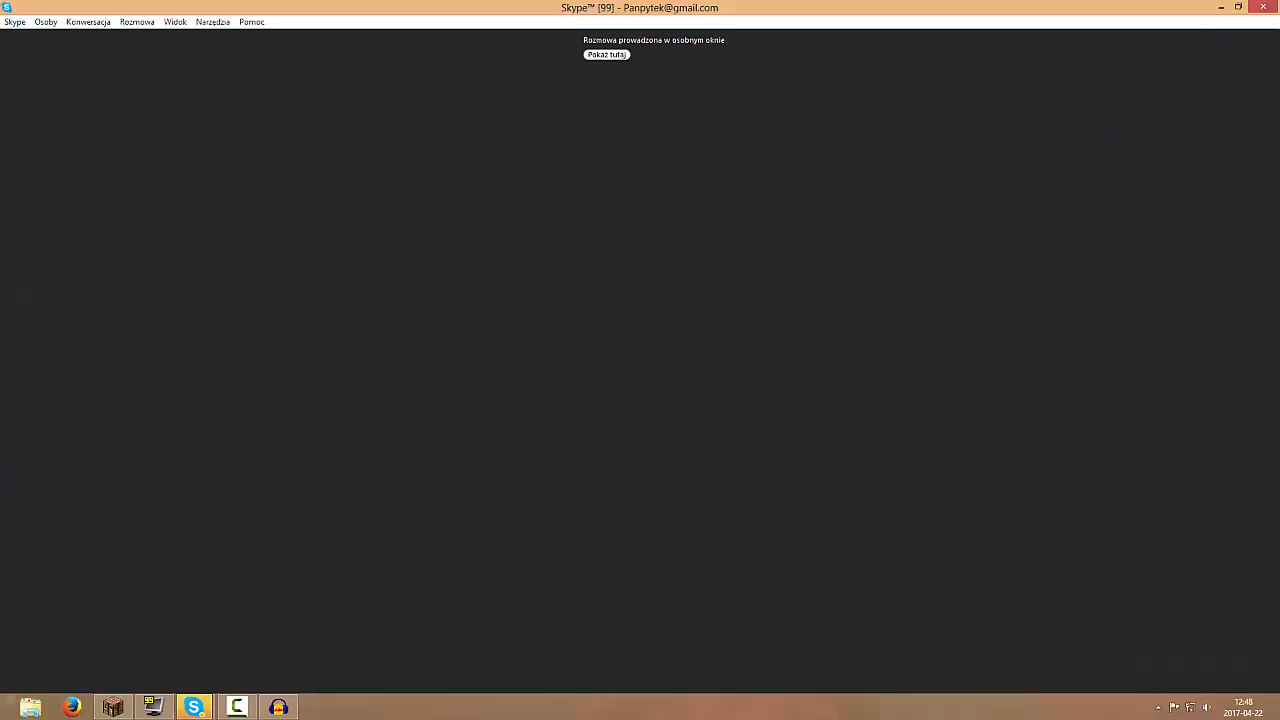 Skype™ [99] - Panpytek@gmail.com
Skype Osoby Konwersacja Rozmowa Widok Narzędzia Pomoc
Rozmowa prowadzona w osobnym oknie
Pokaż tutaj
99
12:48
2017-04-22